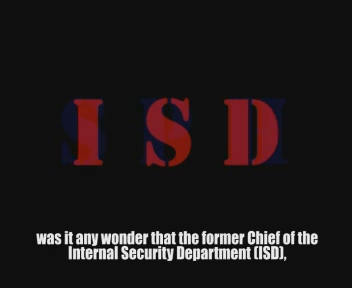 ISD
was it any wonder that the former Chief of the
Internal Security Department (ISD),